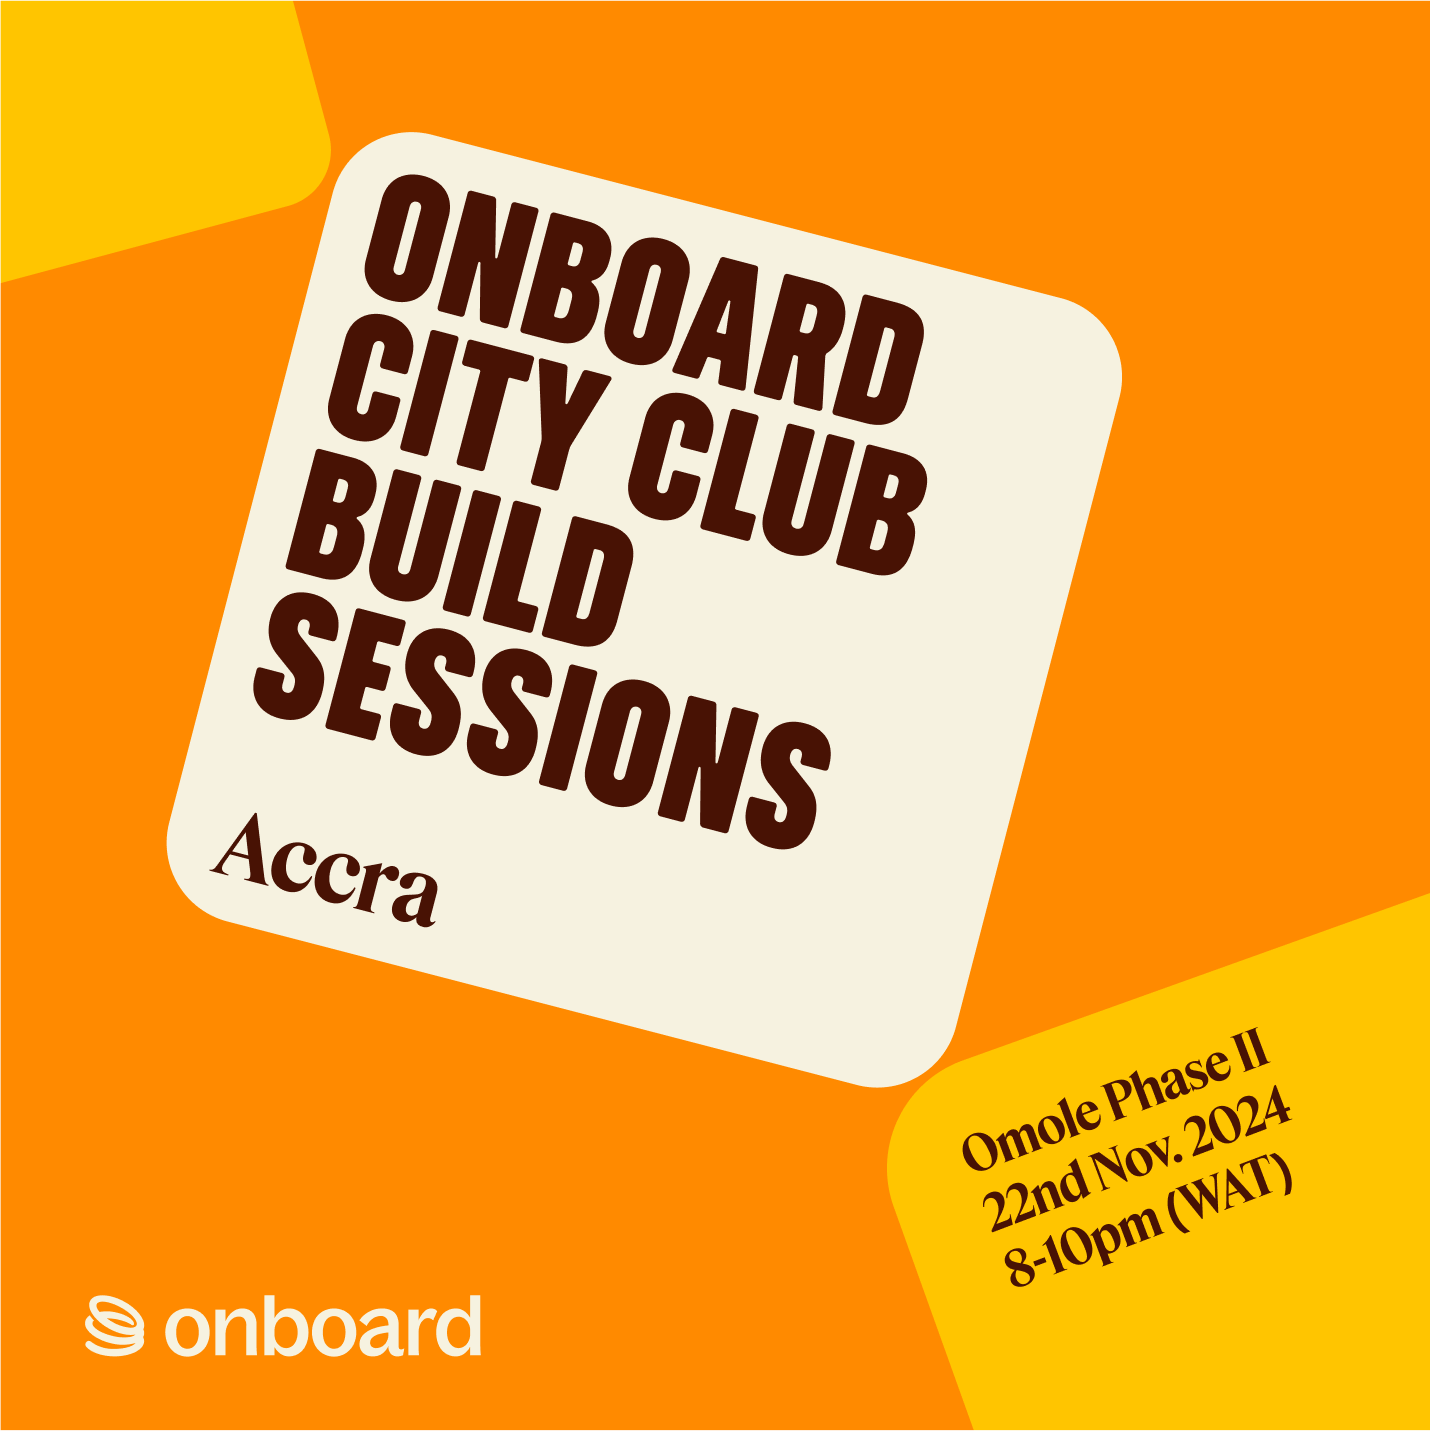 ONBOARD
CITY CLUB
BUILD
SESSIONS
Accra
Omole Phase II
22nd Nov. 2024
8-10pm (WAT)
onboard